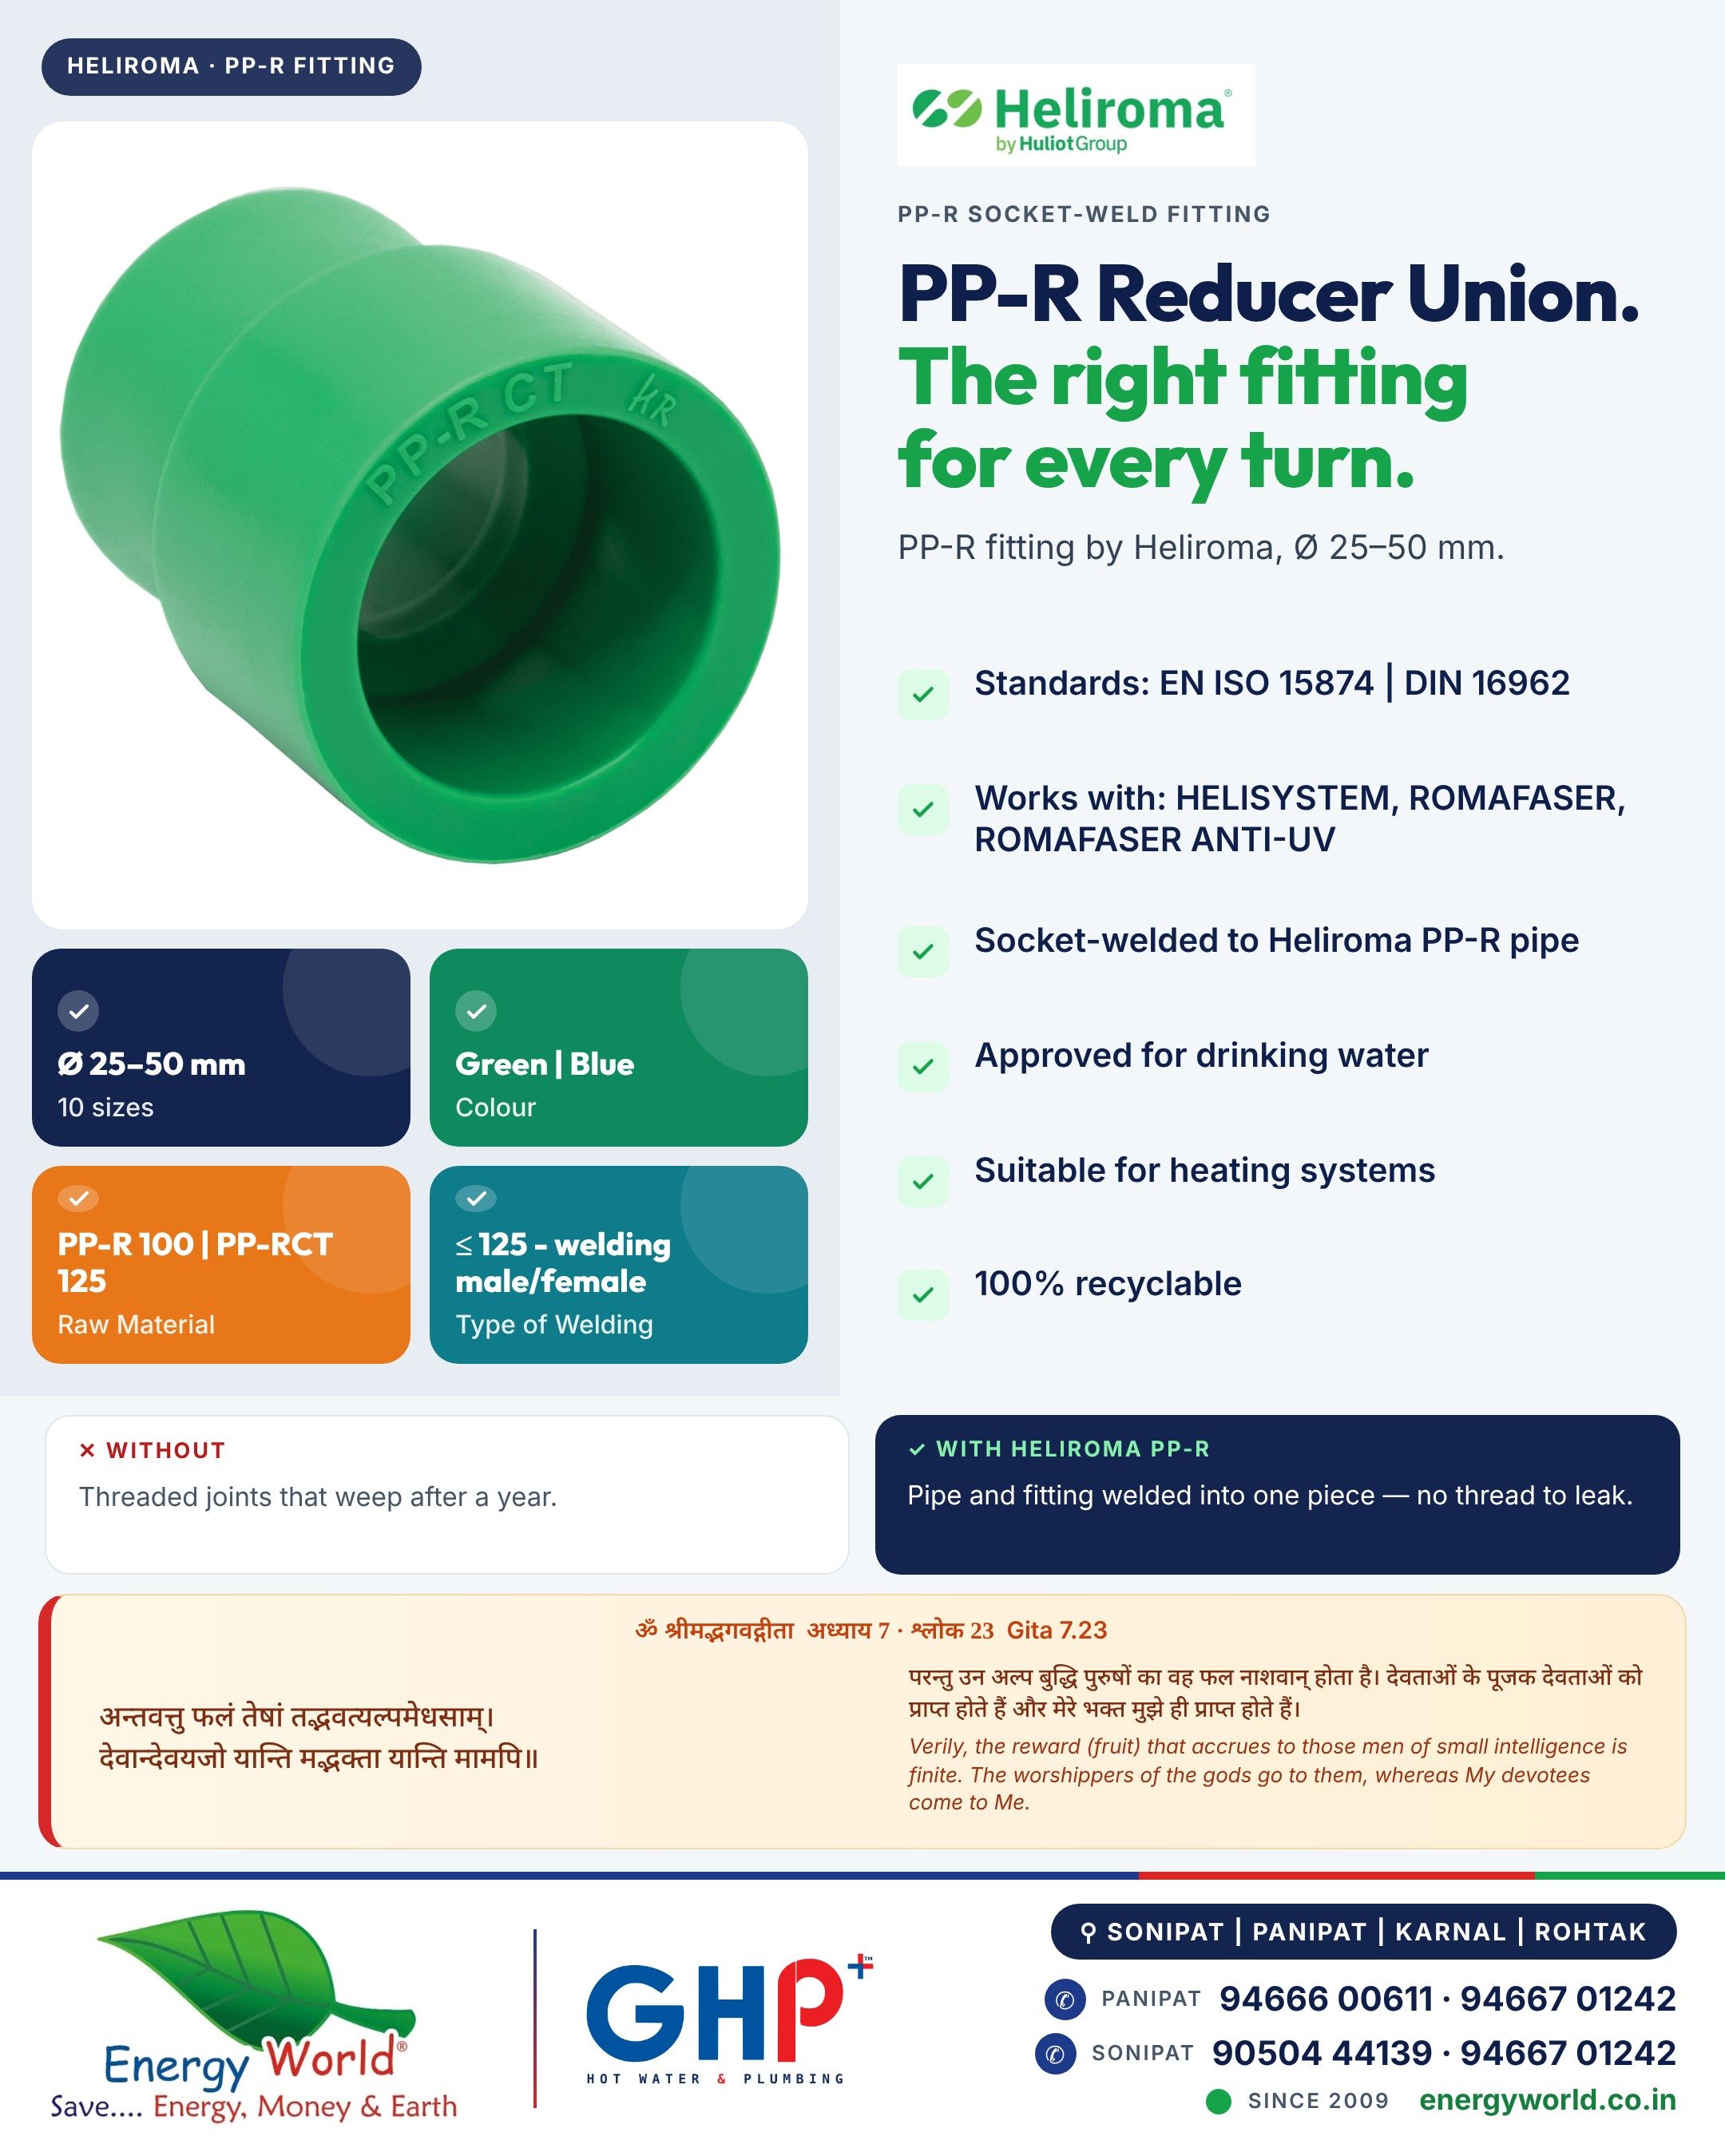 HELIROMA · PP-R FITTING
PP-R CT HR
Heliroma®
by HuliotGroup
PP-R SOCKET-WELD FITTING
PP-R Reducer Union.
The right fitting
for every turn.
PP-R fitting by Heliroma, Ø 25–50 mm.
Standards: EN ISO 15874 | DIN 16962
Works with: HELISYSTEM, ROMAFASER,
ROMAFASER ANTI-UV
Socket-welded to Heliroma PP-R pipe
Approved for drinking water
Suitable for heating systems
100% recyclable
Ø 25–50 mm
10 sizes
Green | Blue
Colour
PP-R 100 | PP-RCT
125
Raw Material
≤ 125 - welding
male/female
Type of Welding
✕ WITHOUT
Threaded joints that weep after a year.
✓ WITH HELIROMA PP-R
Pipe and fitting welded into one piece — no thread to leak.
ॐ श्रीमद्भगवद्गीता अध्याय 7 · श्लोक 23 Gita 7.23
अन्तवत्तु फलं तेषां तद्भवत्यल्पमेधसाम्।
देवान्देवयजो यान्ति मद्भक्ता यान्ति मामपि॥
परन्तु उन अल्प बुद्धि पुरुषों का वह फल नाशवान् होता है। देवताओं के पूजक देवताओं को
प्राप्त होते हैं और मेरे भक्त मुझे ही प्राप्त होते हैं।
Verily, the reward (fruit) that accrues to those men of small intelligence is
finite. The worshippers of the gods go to them, whereas My devotees
come to Me.
Energy World®
Save.... Energy, Money & Earth
GHP+™
HOT WATER & PLUMBING
SONIPAT | PANIPAT | KARNAL | ROHTAK
PANIPAT 94666 00611 · 94667 01242
SONIPAT 90504 44139 · 94667 01242
SINCE 2009 energyworld.co.in